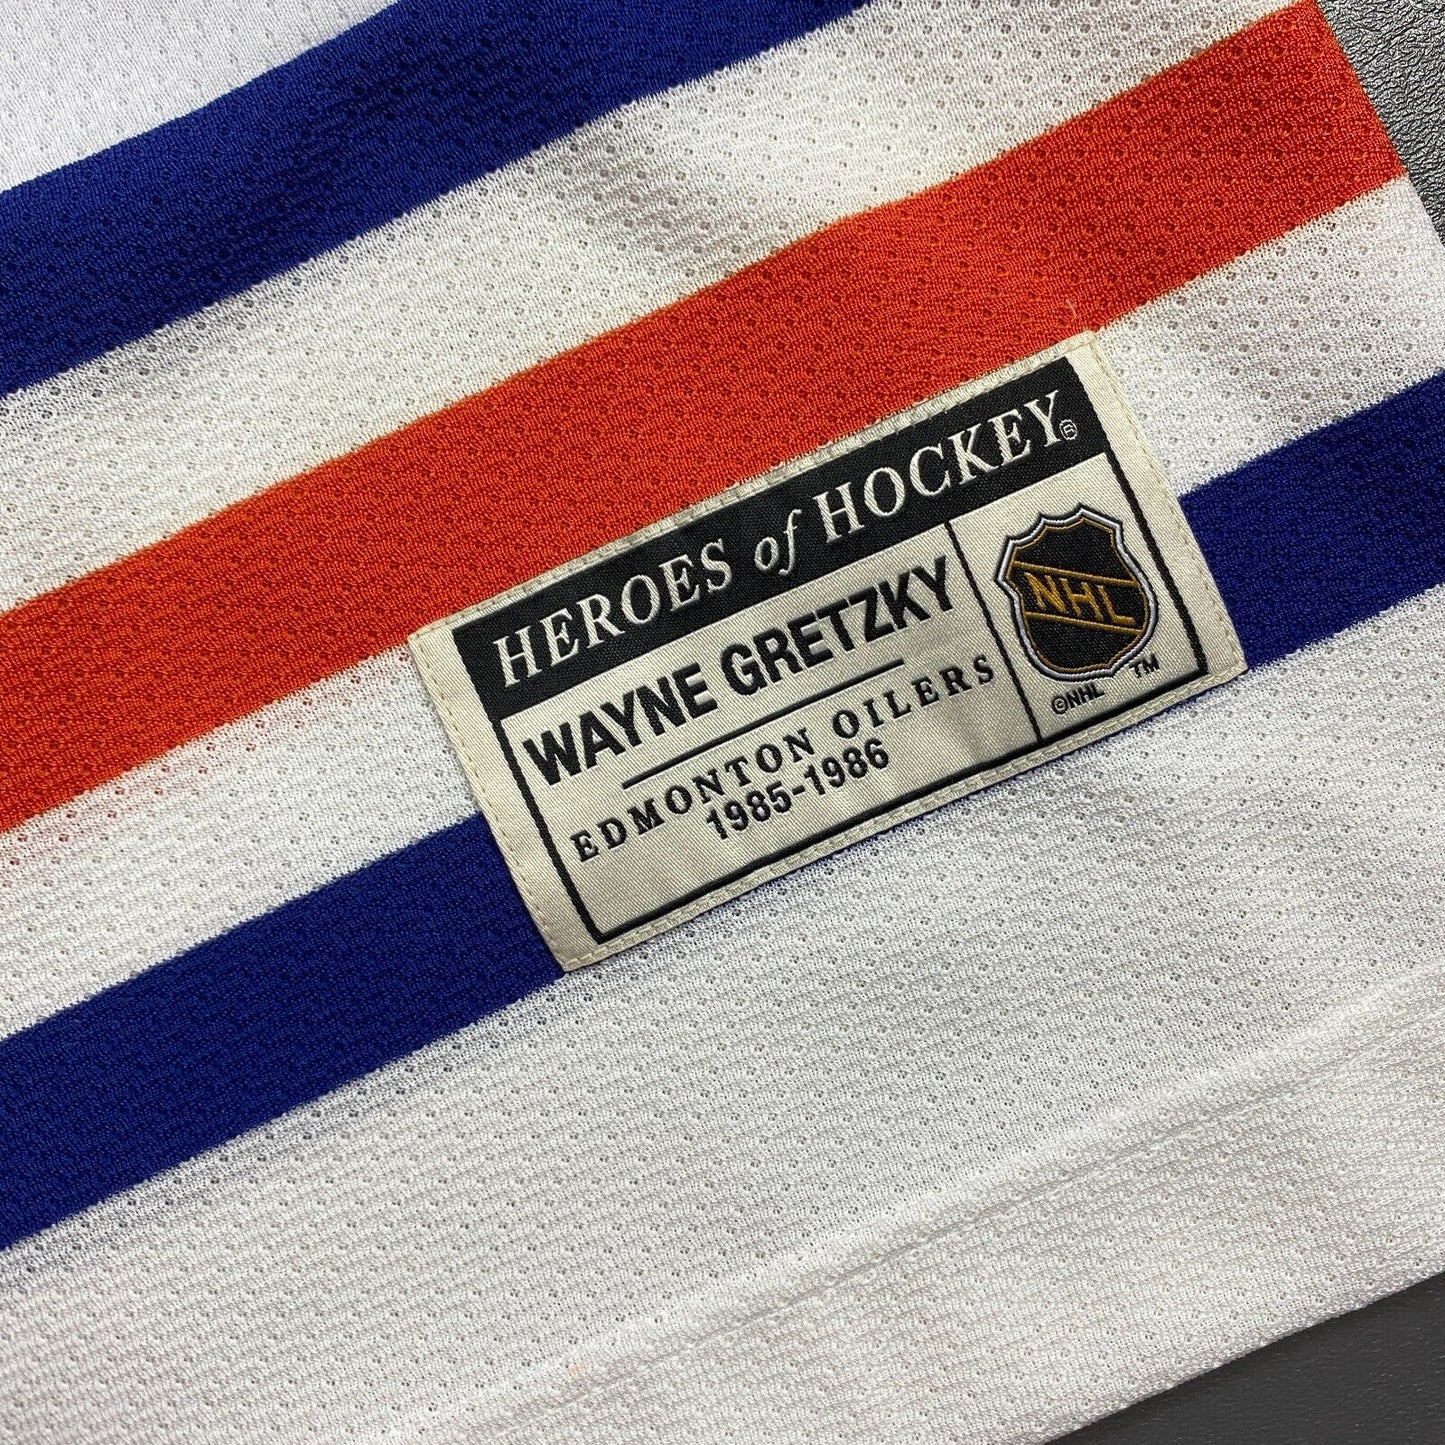 HEROES of HOCKEY®
WAYNE GRETZKY
EDMONTON OILERS
1985-1986
NHL
TM
©NHL